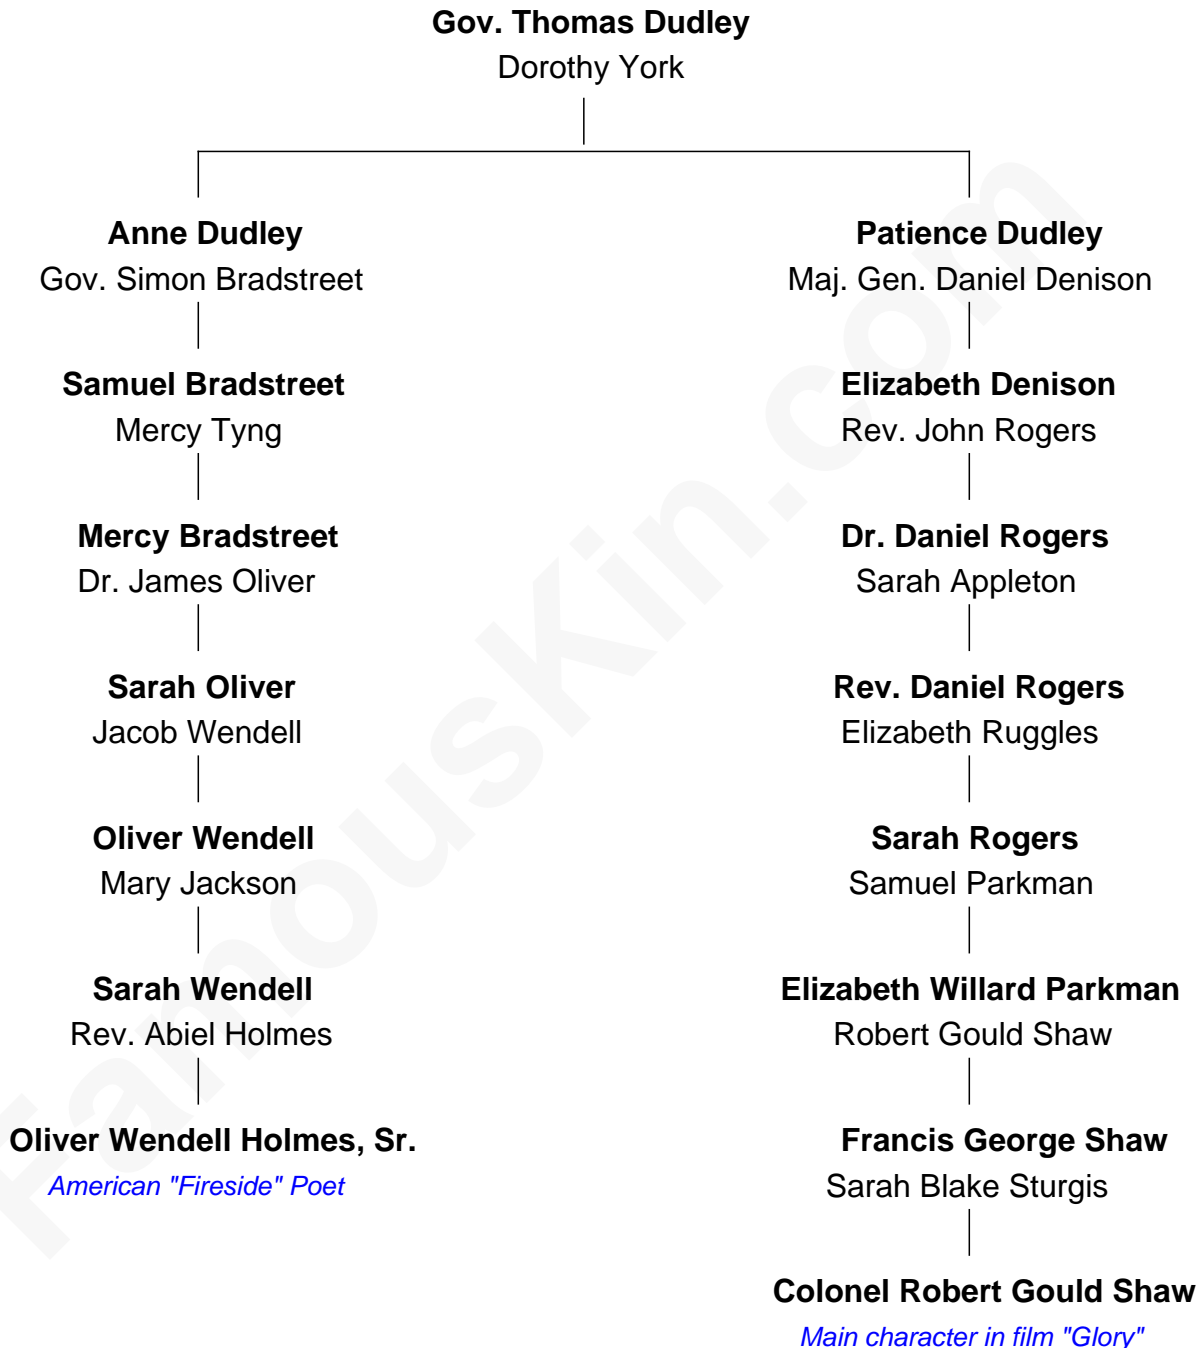 Gov. Thomas Dudley
Dorothy York
Anne Dudley
Gov. Simon Bradstreet
Patience Dudley
Maj. Gen. Daniel Denison
Samuel Bradstreet
Mercy Tyng
Elizabeth Denison
Rev. John Rogers
Mercy Bradstreet
Dr. James Oliver
Dr. Daniel Rogers
Sarah Appleton
Sarah Oliver
Jacob Wendell
Rev. Daniel Rogers
Elizabeth Ruggles
Oliver Wendell
Mary Jackson
Sarah Rogers
Samuel Parkman
Sarah Wendell
Rev. Abiel Holmes
Elizabeth Willard Parkman
Robert Gould Shaw
Oliver Wendell Holmes, Sr.
American "Fireside" Poet
Francis George Shaw
Sarah Blake Sturgis
Colonel Robert Gould Shaw
Main character in film "Glory"
FamousKin.com